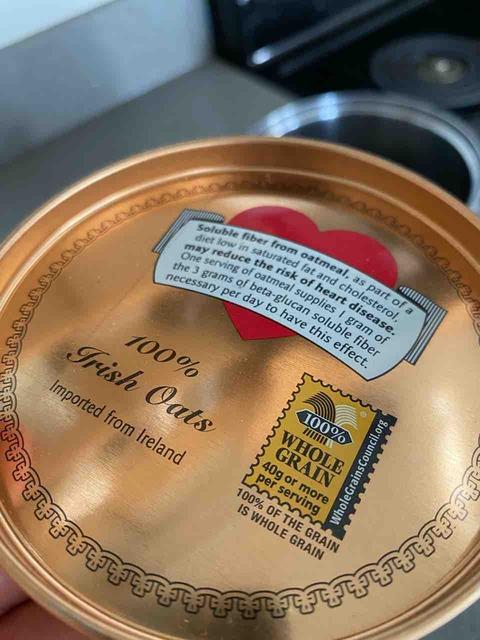 Soluble fiber from oatmeal, as part of a
diet low in saturated fat and cholesterol,
may reduce the risk of heart disease.
One serving of oatmeal supplies 1 gram of
the 3 grams of beta-glucan soluble fiber
necessary per day to have this effect.
100%
Irish Oats
Imported from Ireland
100%
®
WHOLE
GRAIN
40g or more
per serving
WholeGrainsCouncil.org
100% OF THE GRAIN
IS WHOLE GRAIN